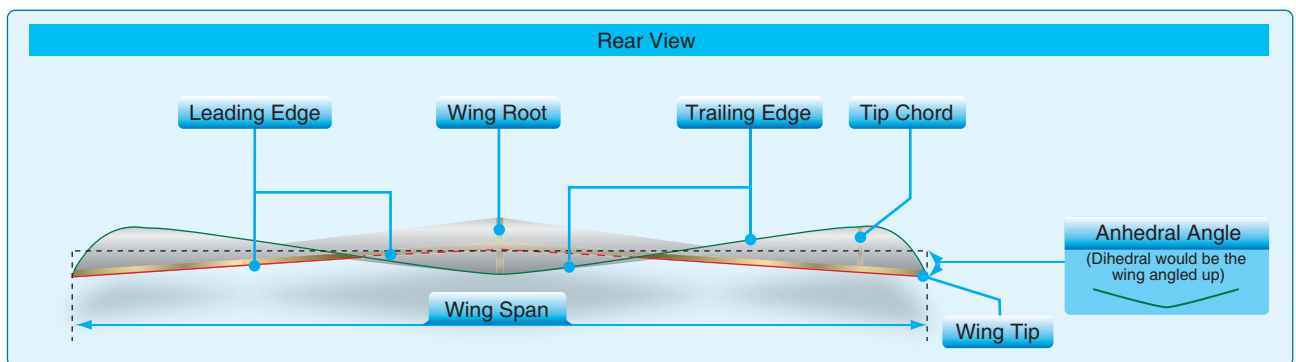 Rear View
Leading Edge
Wing Root
Trailing Edge
Tip Chord
Anhedral Angle
(Dihedral would be the
wing angled up)
Wing Span
Wing Tip